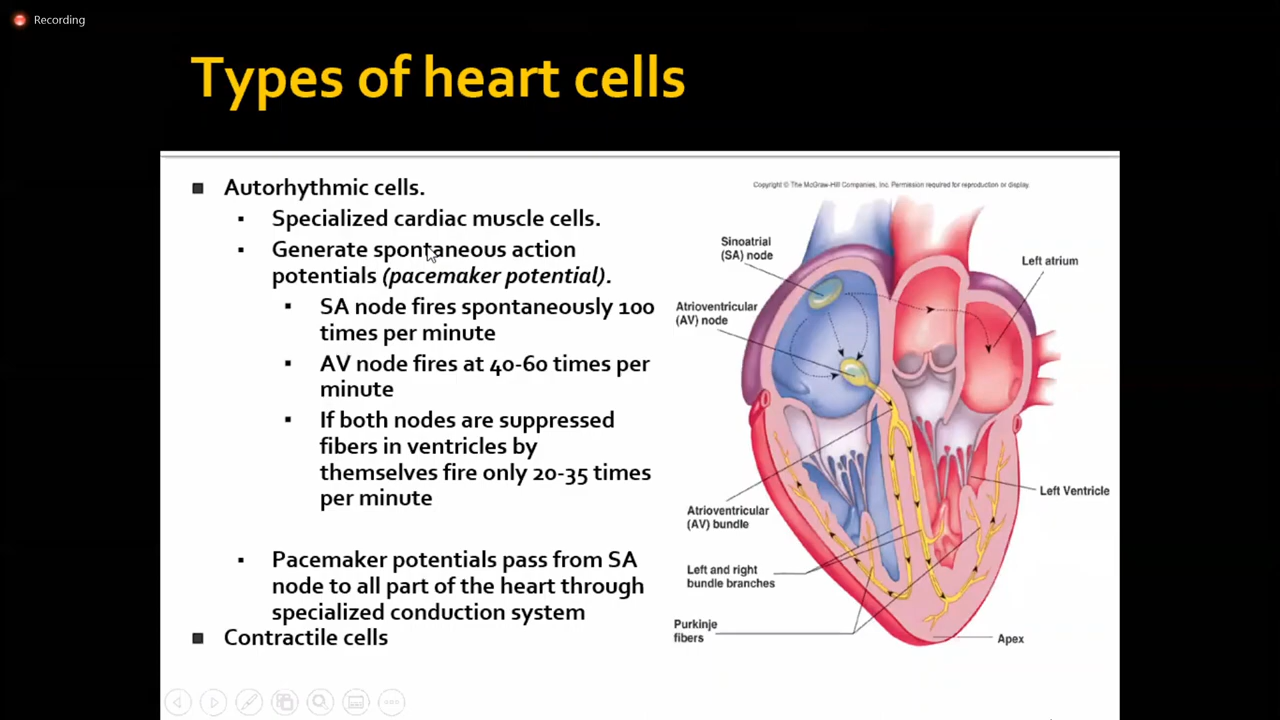 Recording
Types of heart cells
Autorhythmic cells.
Specialized cardiac muscle cells.
Generate spontaneous action
potentials (pacemaker potential).
SA node fires spontaneously 100
times per minute
AV node fires at 40-60 times per
minute
If both nodes are suppressed
fibers in ventricles by
themselves fire only 20-35 times
per minute
Pacemaker potentials pass from SA
node to all part of the heart through
specialized conduction system
Contractile cells
Copyright © The McGraw-Hill Companies, Inc. Permission required for reproduction or display.
Sinoatrial
(SA) node
Left atrium
Atrioventricular
(AV) node
Left Ventricle
Atrioventricular
(AV) bundle
Left and right
bundle branches
Purkinje
fibers
Apex